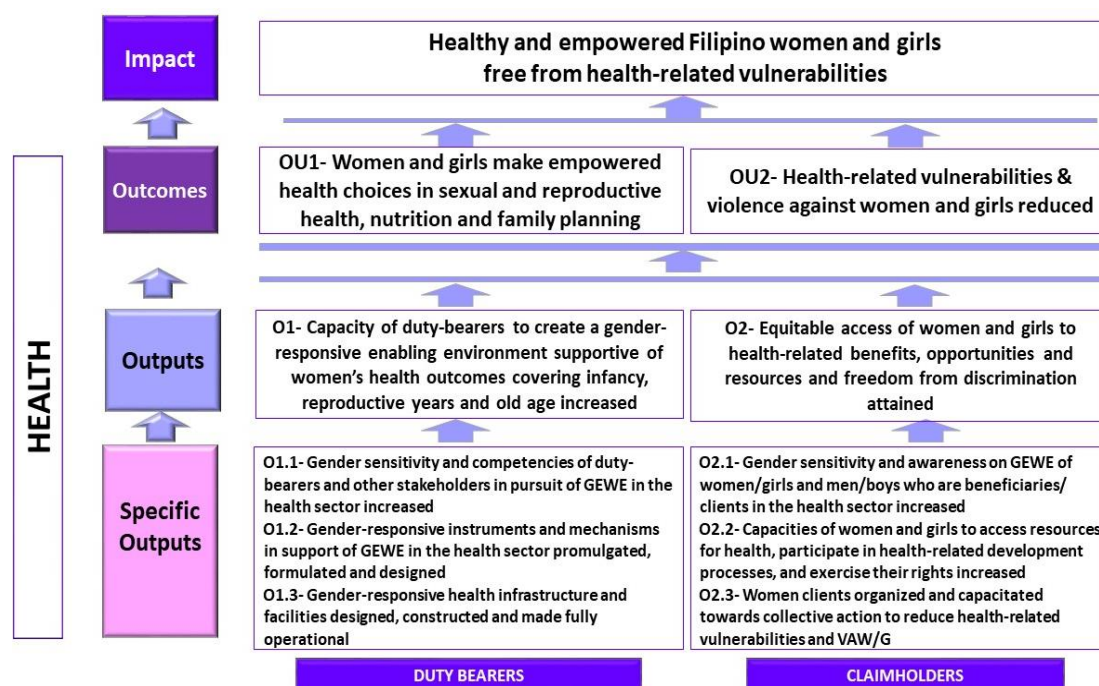 Impact
Healthy and empowered Filipino women and girls
free from health-related vulnerabilities
HEALTH
Outcomes
OU1- Women and girls make empowered
health choices in sexual and reproductive
health, nutrition and family planning
OU2- Health-related vulnerabilities &
violence against women and girls reduced
Outputs
O1- Capacity of duty-bearers to create a gender-
responsive enabling environment supportive of
women's health outcomes covering infancy,
reproductive years and old age increased
O2- Equitable access of women and girls to
health-related benefits, opportunities and
resources and freedom from discrimination
attained
Specific
Outputs
O1.1- Gender sensitivity and competencies of duty-
bearers and other stakeholders in pursuit of GEWE in the
health sector increased
O1.2- Gender-responsive instruments and mechanisms
in support of GEWE in the health sector promulgated,
formulated and designed
O1.3- Gender-responsive health infrastructure and
facilities designed, constructed and made fully
operational
O2.1- Gender sensitivity and awareness on GEWE of
women/girls and men/boys who are beneficiaries/
clients in the health sector increased
O2.2- Capacities of women and girls to access resources
for health, participate in health-related development
processes, and exercise their rights increased
O2.3- Women clients organized and capacitated
towards collective action to reduce health-related
vulnerabilities and VAW/G
DUTY BEARERS
CLAIMHOLDERS